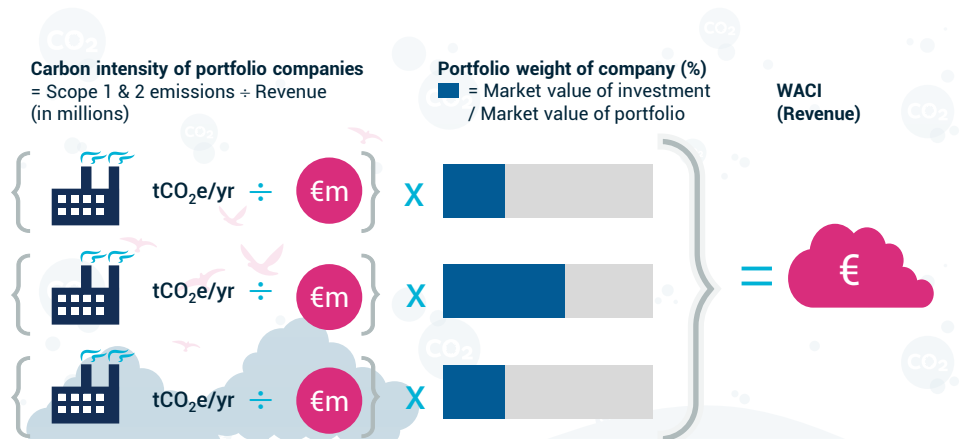 CO₂
CO₂
Carbon intensity of portfolio companies
= Scope 1 & 2 emissions ÷ Revenue
(in millions)
Portfolio weight of company (%)
= Market value of investment
/ Market value of portfolio
WACI
(Revenue)
CO₂
CO₂
CO₂
tCO₂e/yr ÷ €m X
tCO₂e/yr ÷ €m X = €
CO₂
CO₂
CO₂
tCO₂e/yr ÷ €m X